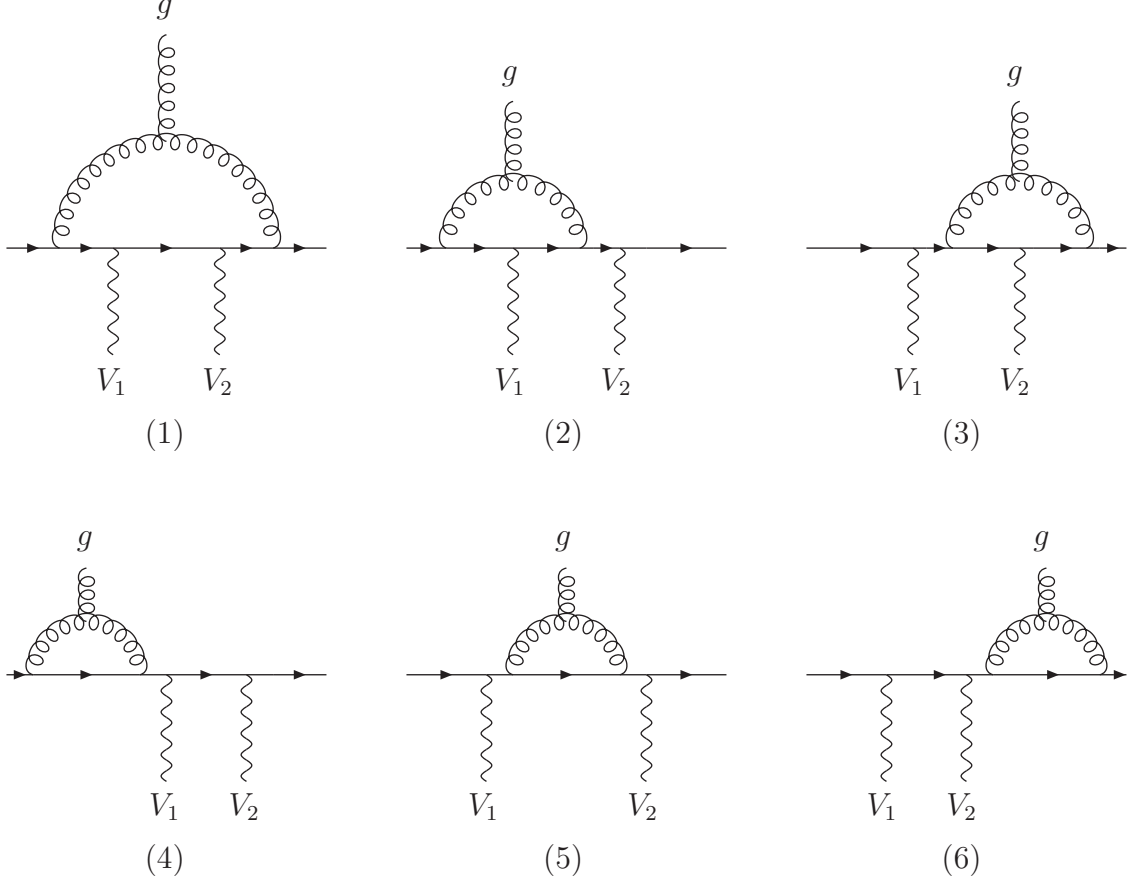 g
g
g
V₁ V₂
V₁ V₂
V₁ V₂
(1) (2) (3)
g
g
g
V₁ V₂
V₁ V₂
V₁ V₂
(4) (5) (6)